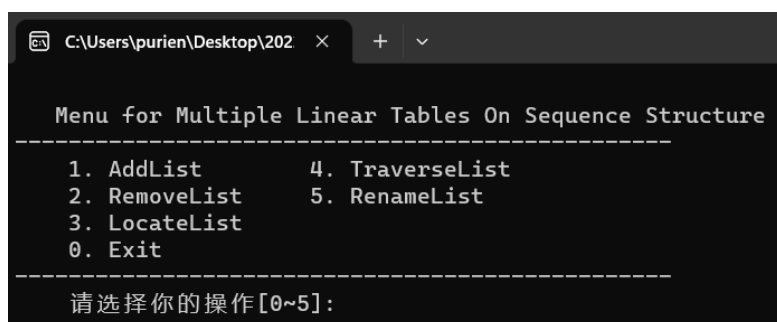 C:\Users\purien\Desktop\202
Menu for Multiple Linear Tables On Sequence Structure
-------------------------------------------------
1. AddList 4. TraverseList
2. RemoveList 5. RenameList
3. LocateList
0. Exit
-------------------------------------------------
请选择你的操作[0~5]: